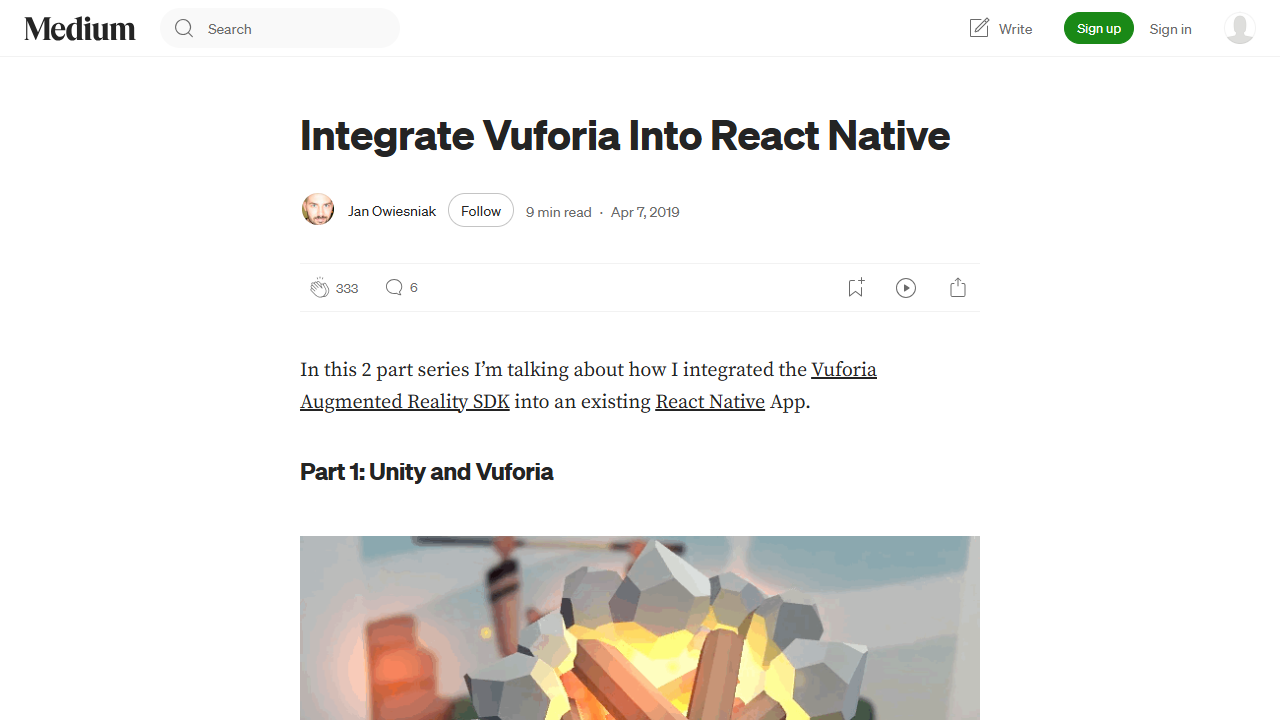 Medium
Search
Write
Sign up
Sign in
Integrate Vuforia Into React Native
Jan Owiesniak
Follow
9 min read · Apr 7, 2019
333
6
In this 2 part series I’m talking about how I integrated the Vuforia
Augmented Reality SDK into an existing React Native App.
Part 1: Unity and Vuforia